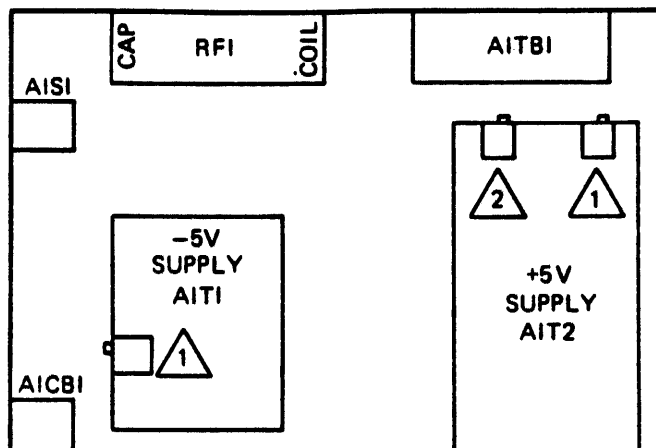 CAP
RFI
COIL
AITBI
AISI
2
1
-5V
SUPPLY
AITI
+5V
SUPPLY
AIT2
1
AICBI